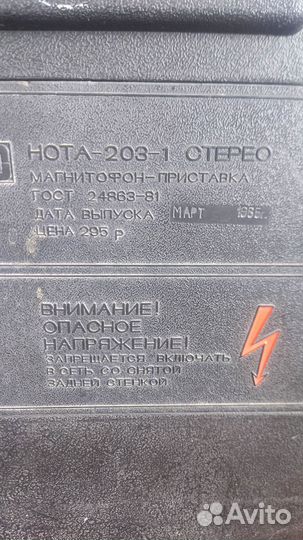 НОТА-203-1 СТЕРЕО
МАГНИТОФОН-ПРИСТАВКА
ГОСТ 24863-81
ДАТА ВЫПУСКА МАРТ
ЦЕНА 295 р
ВНИМАНИЕ!
ОПАСНОЕ
НАПРЯЖЕНИЕ!
ЗАПРЕЩАЕТСЯ ВКЛЮЧАТЬ
В СЕТЬ СО СНЯТОЙ
ЗАДНЕЙ СТЕНКОЙ
Avito